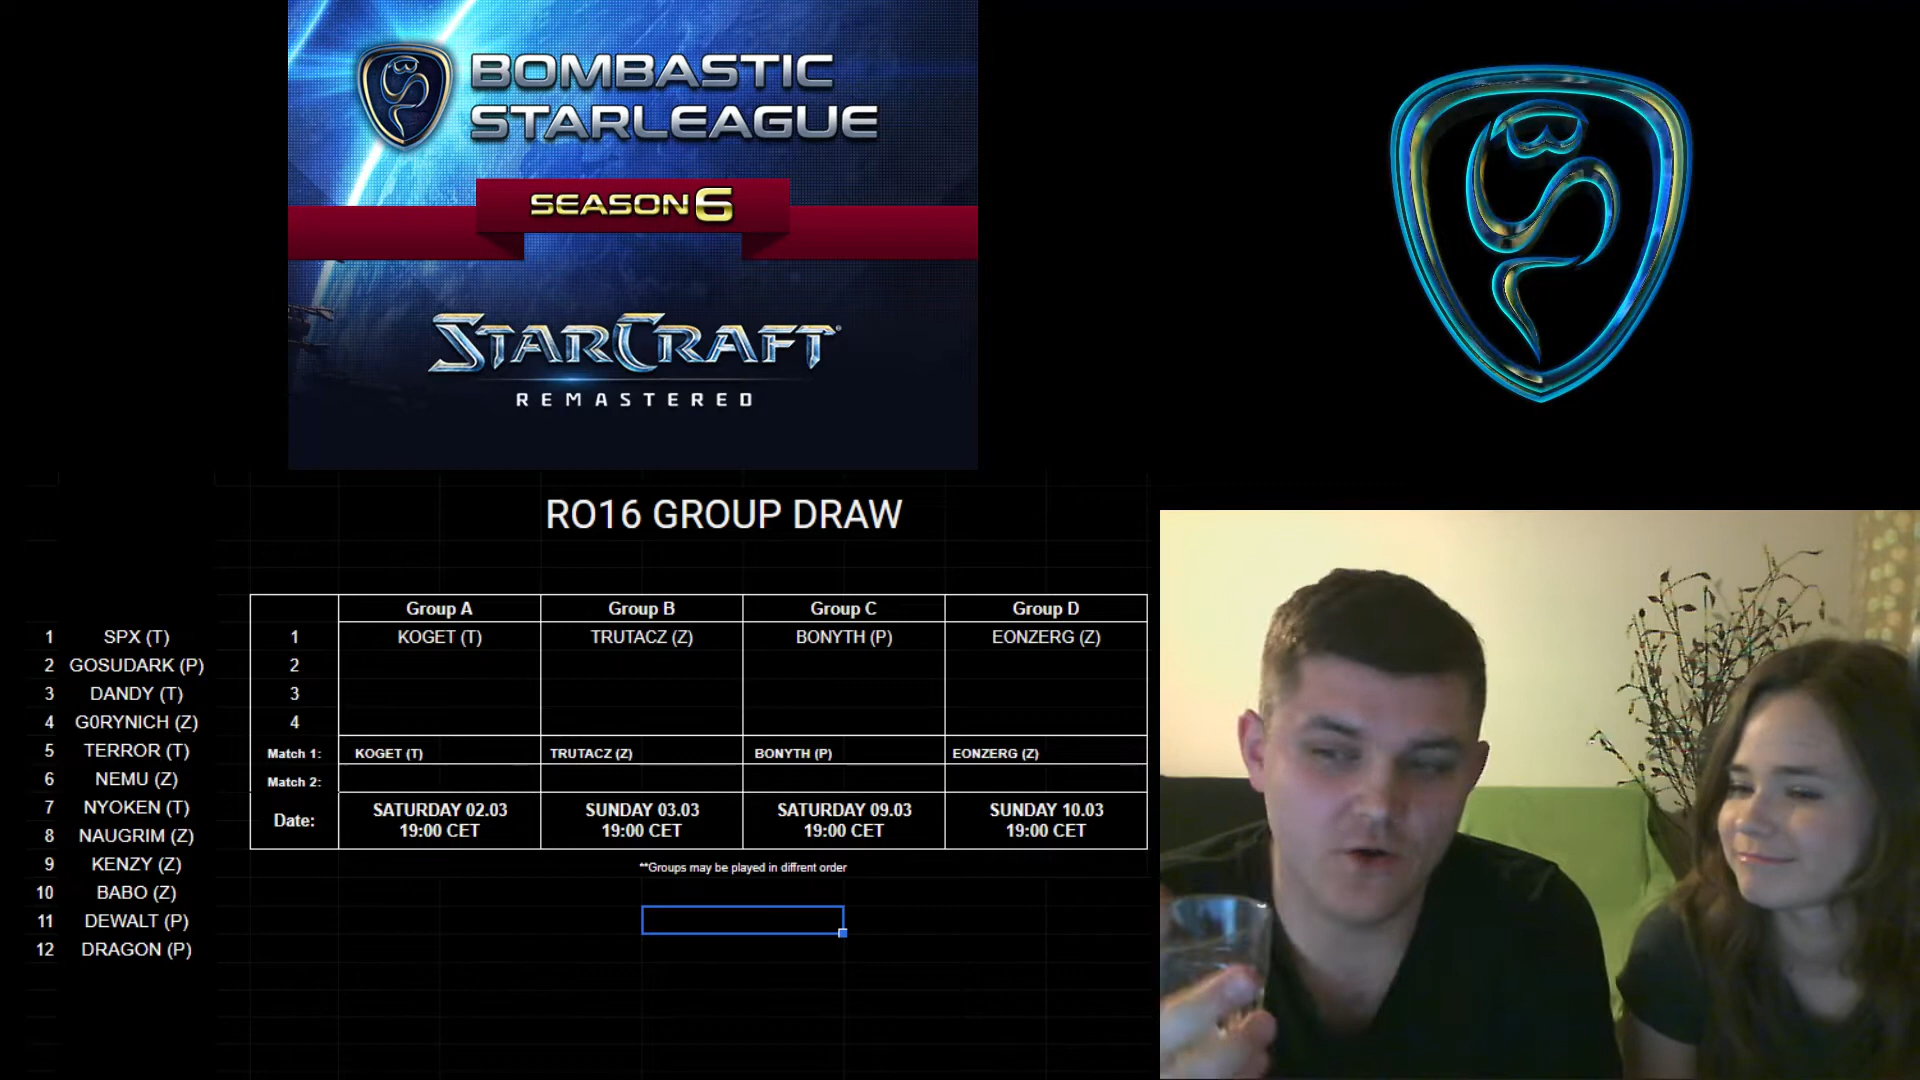 BOMBASTIC
STARLEAGUE
SEASON 6
STARCRAFT
REMASTERED
RO16 GROUP DRAW
Group A Group B Group C Group D
1 SPX (T) 1 KOGET (T) TRUTACZ (Z) BONYTH (P) EONZERG (Z)
2 GOSUDARK (P) 2
3 DANDY (T) 3
4 G0RYNICH (Z) 4
5 TERROR (T) Match 1: KOGET (T) TRUTACZ (Z) BONYTH (P) EONZERG (Z)
6 NEMU (Z) Match 2:
7 NYOKEN (T) SATURDAY 02.03 SUNDAY 03.03 SATURDAY 09.03 SUNDAY 10.03
Date:
8 NAUGRIM (Z) 19:00 CET 19:00 CET 19:00 CET 19:00 CET
9 KENZY (Z) **Groups may be played in diffrent order
10 BABO (Z)
11 DEWALT (P)
12 DRAGON (P)